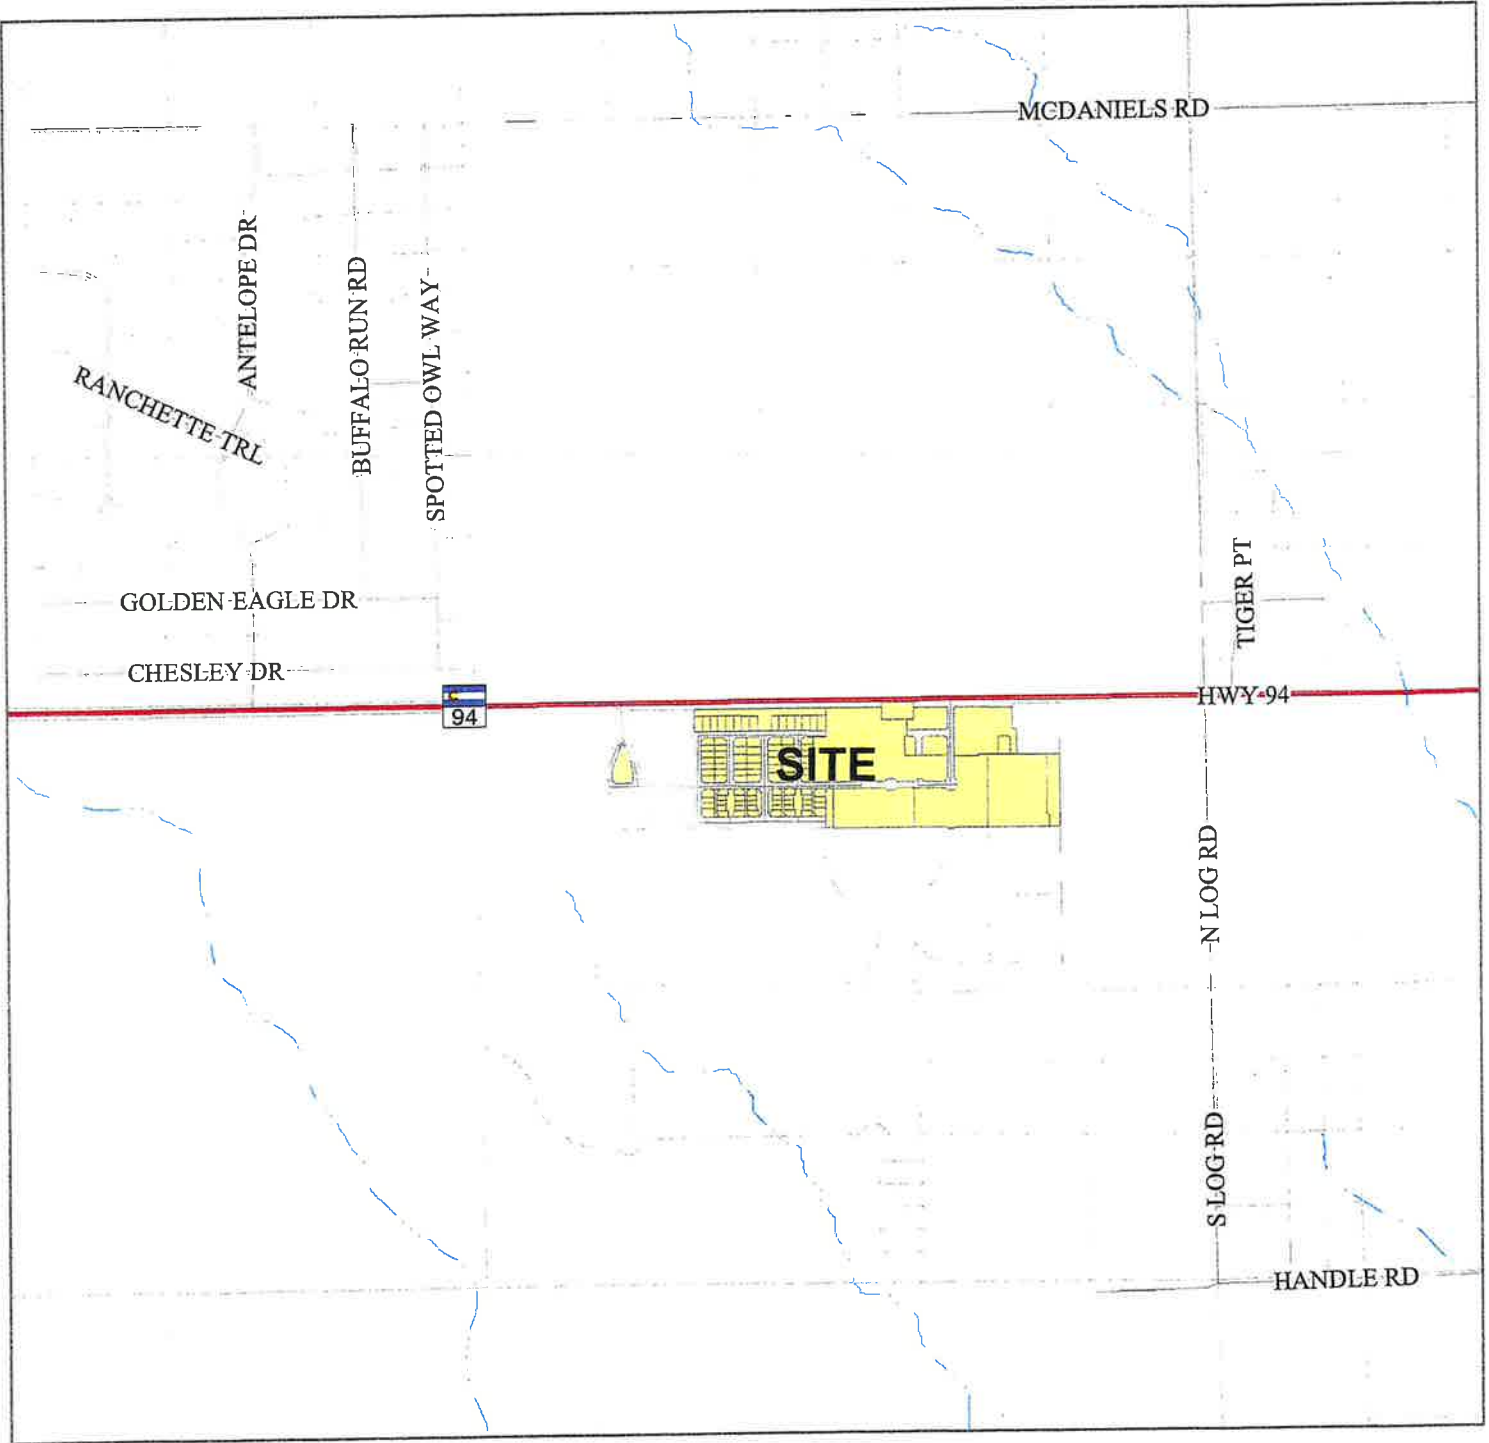 MCDANIELS RD
ANTELOPE DR
BUFFALO RUN RD
SPOTTED OWL WAY
RANCHETTE TRL
GOLDEN EAGLE DR
TIGER PT
CHESLEY DR
HWY 94
94
SITE
N LOG RD
S LOG RD
HANDLE RD